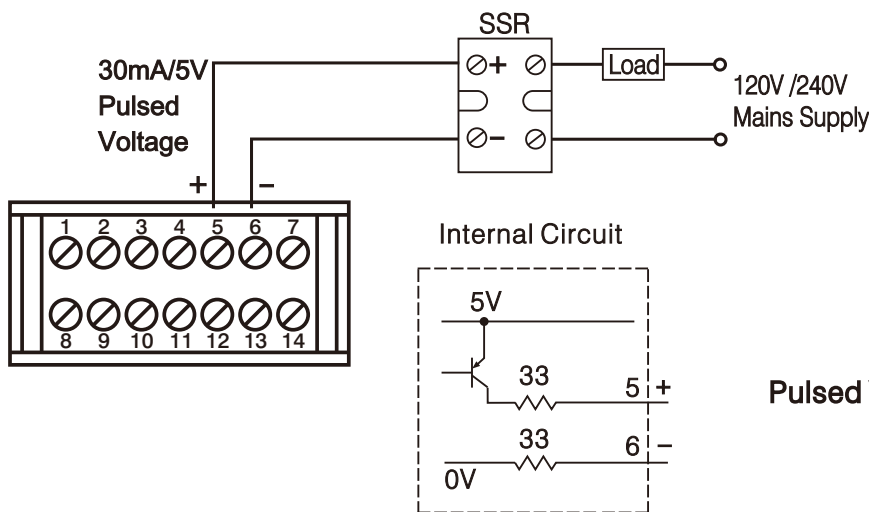 SSR
30mA/5V
Pulsed
Voltage
+
−
+
−
Load
120V /240V
Mains Supply
1 2 3 4 5 6 7
8 9 10 11 12 13 14
Internal Circuit
5V
33
5 +
33
6 −
0V
Pulsed